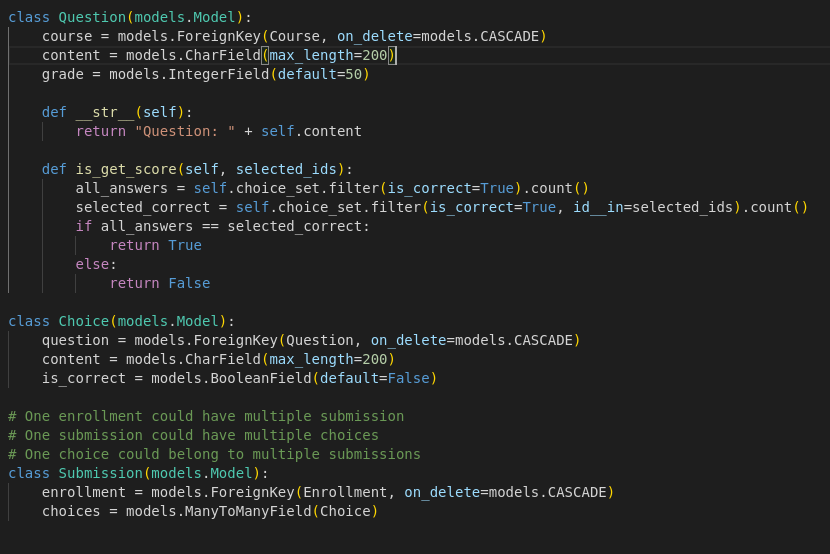 class Question(models.Model):
    course = models.ForeignKey(Course, on_delete=models.CASCADE)
    content = models.CharField(max_length=200)
    grade = models.IntegerField(default=50)

    def __str__(self):
        return "Question: " + self.content

    def is_get_score(self, selected_ids):
        all_answers = self.choice_set.filter(is_correct=True).count()
        selected_correct = self.choice_set.filter(is_correct=True, id__in=selected_ids).count()
        if all_answers == selected_correct:
            return True
        else:
            return False

class Choice(models.Model):
    question = models.ForeignKey(Question, on_delete=models.CASCADE)
    content = models.CharField(max_length=200)
    is_correct = models.BooleanField(default=False)

# One enrollment could have multiple submission
# One submission could have multiple choices
# One choice could belong to multiple submissions
class Submission(models.Model):
    enrollment = models.ForeignKey(Enrollment, on_delete=models.CASCADE)
    choices = models.ManyToManyField(Choice)